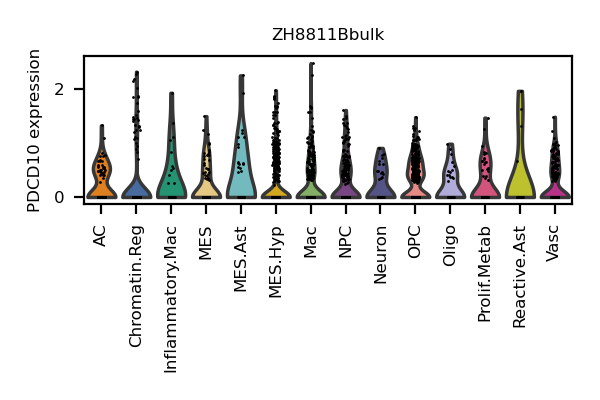 ZH8811Bbulk
PDCD10 expression
2
0
AC
Chromatin.Reg
Inflammatory.Mac
MES
MES.Ast
MES.Hyp
Mac
NPC
Neuron
OPC
Oligo
Prolif.Metab
Reactive.Ast
Vasc